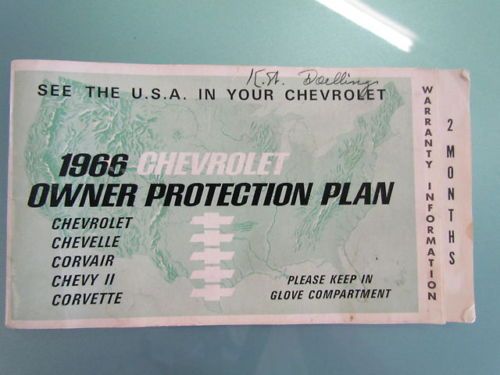 K.A. Doellings
SEE THE U.S.A. IN YOUR CHEVROLET
1966 CHEVROLET
OWNER PROTECTION PLAN
CHEVROLET
CHEVELLE
CORVAIR
CHEVY II
CORVETTE
PLEASE KEEP IN
GLOVE COMPARTMENT
WARRANTY INFORMATION
2 MONTHS